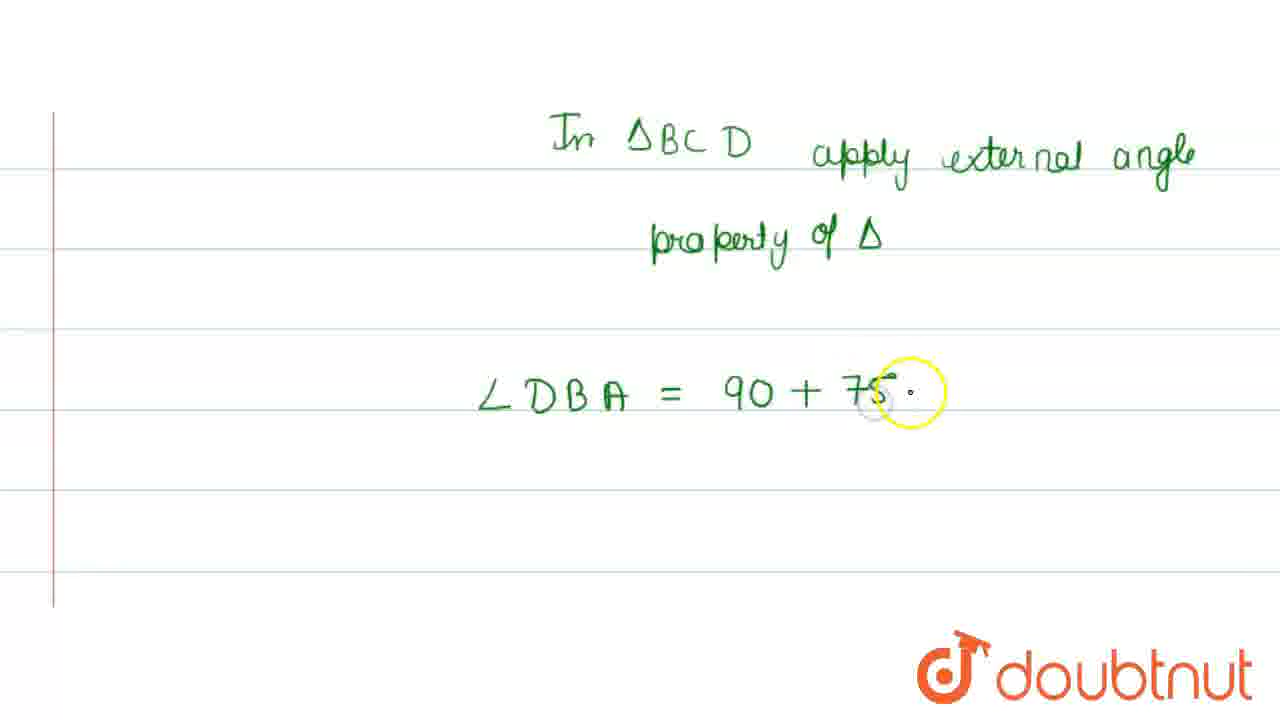 In ΔBCD apply external angle
property of Δ
∠DBA = 90 + 75
doubtnut